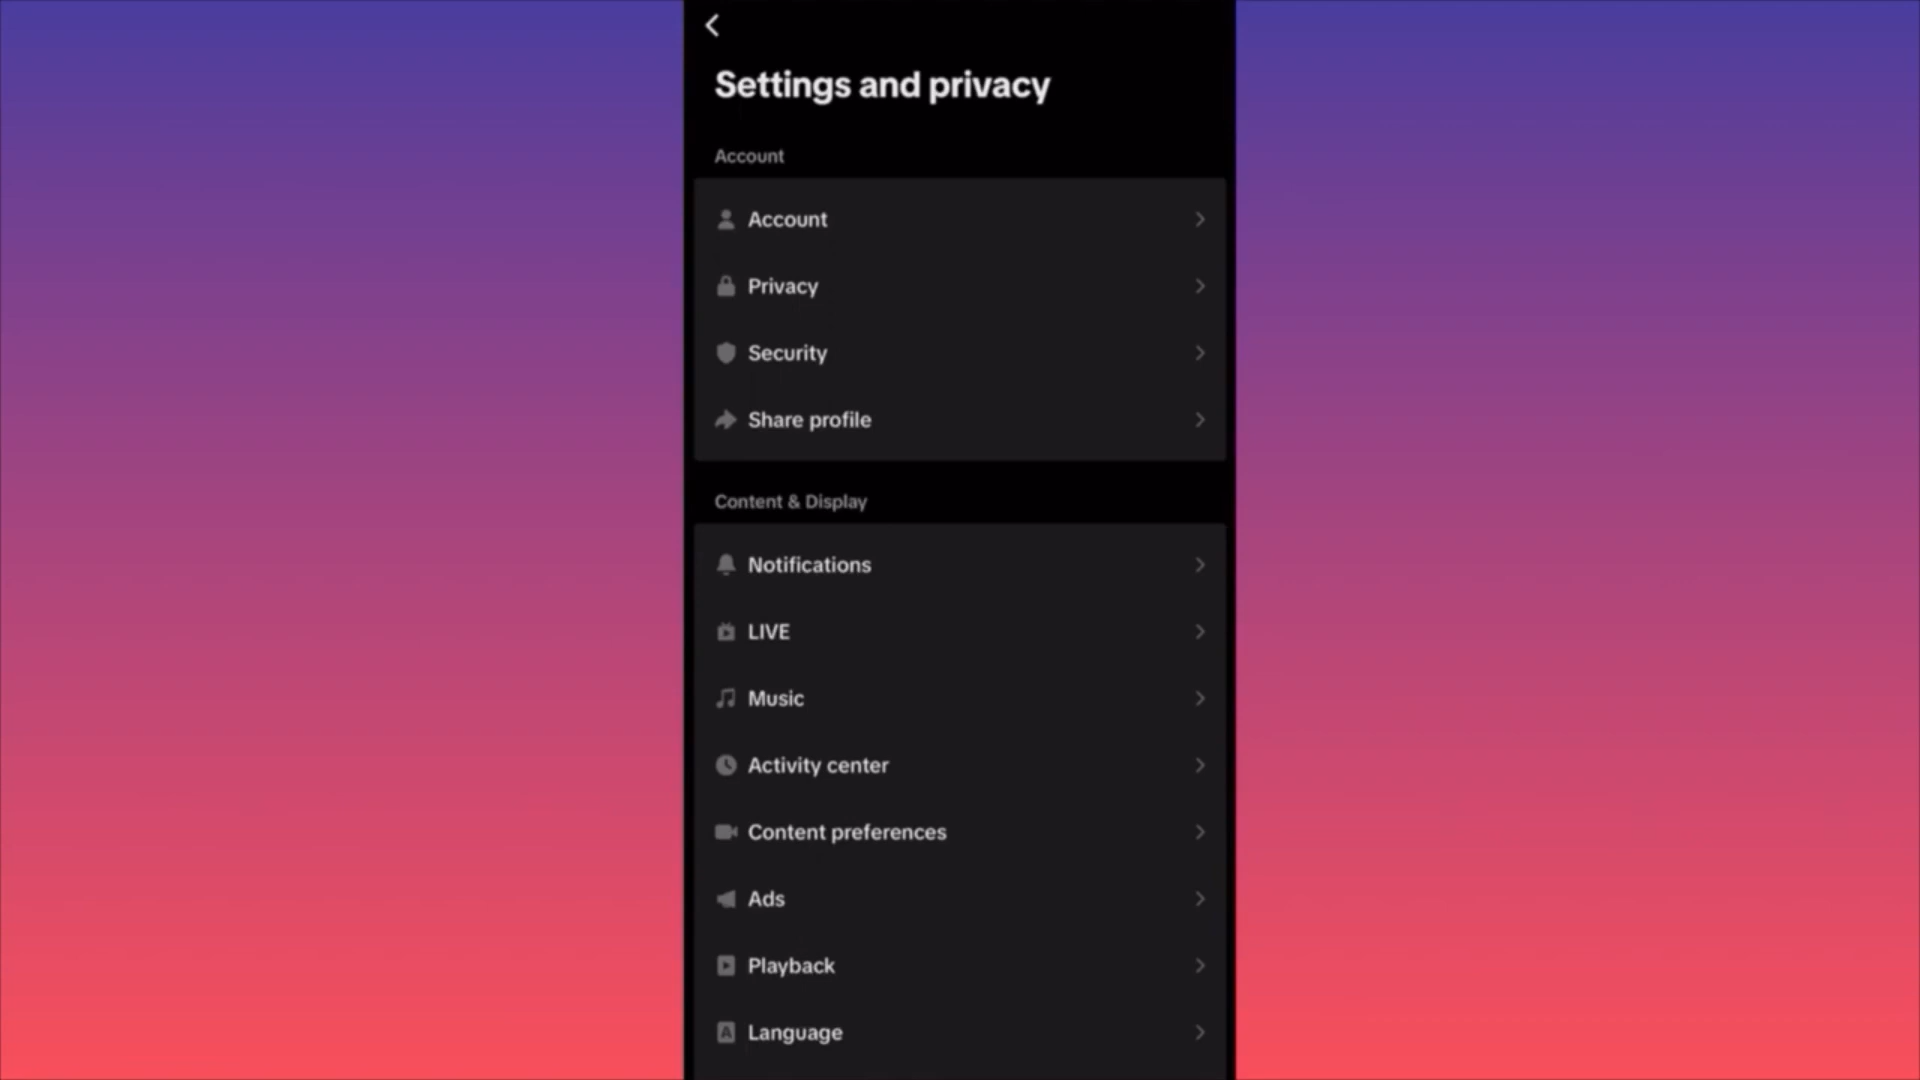 Settings and privacy
Account
Account
Privacy
Security
Share profile
Content & Display
Notifications
LIVE
Music
Activity center
Content preferences
Ads
Playback
Language